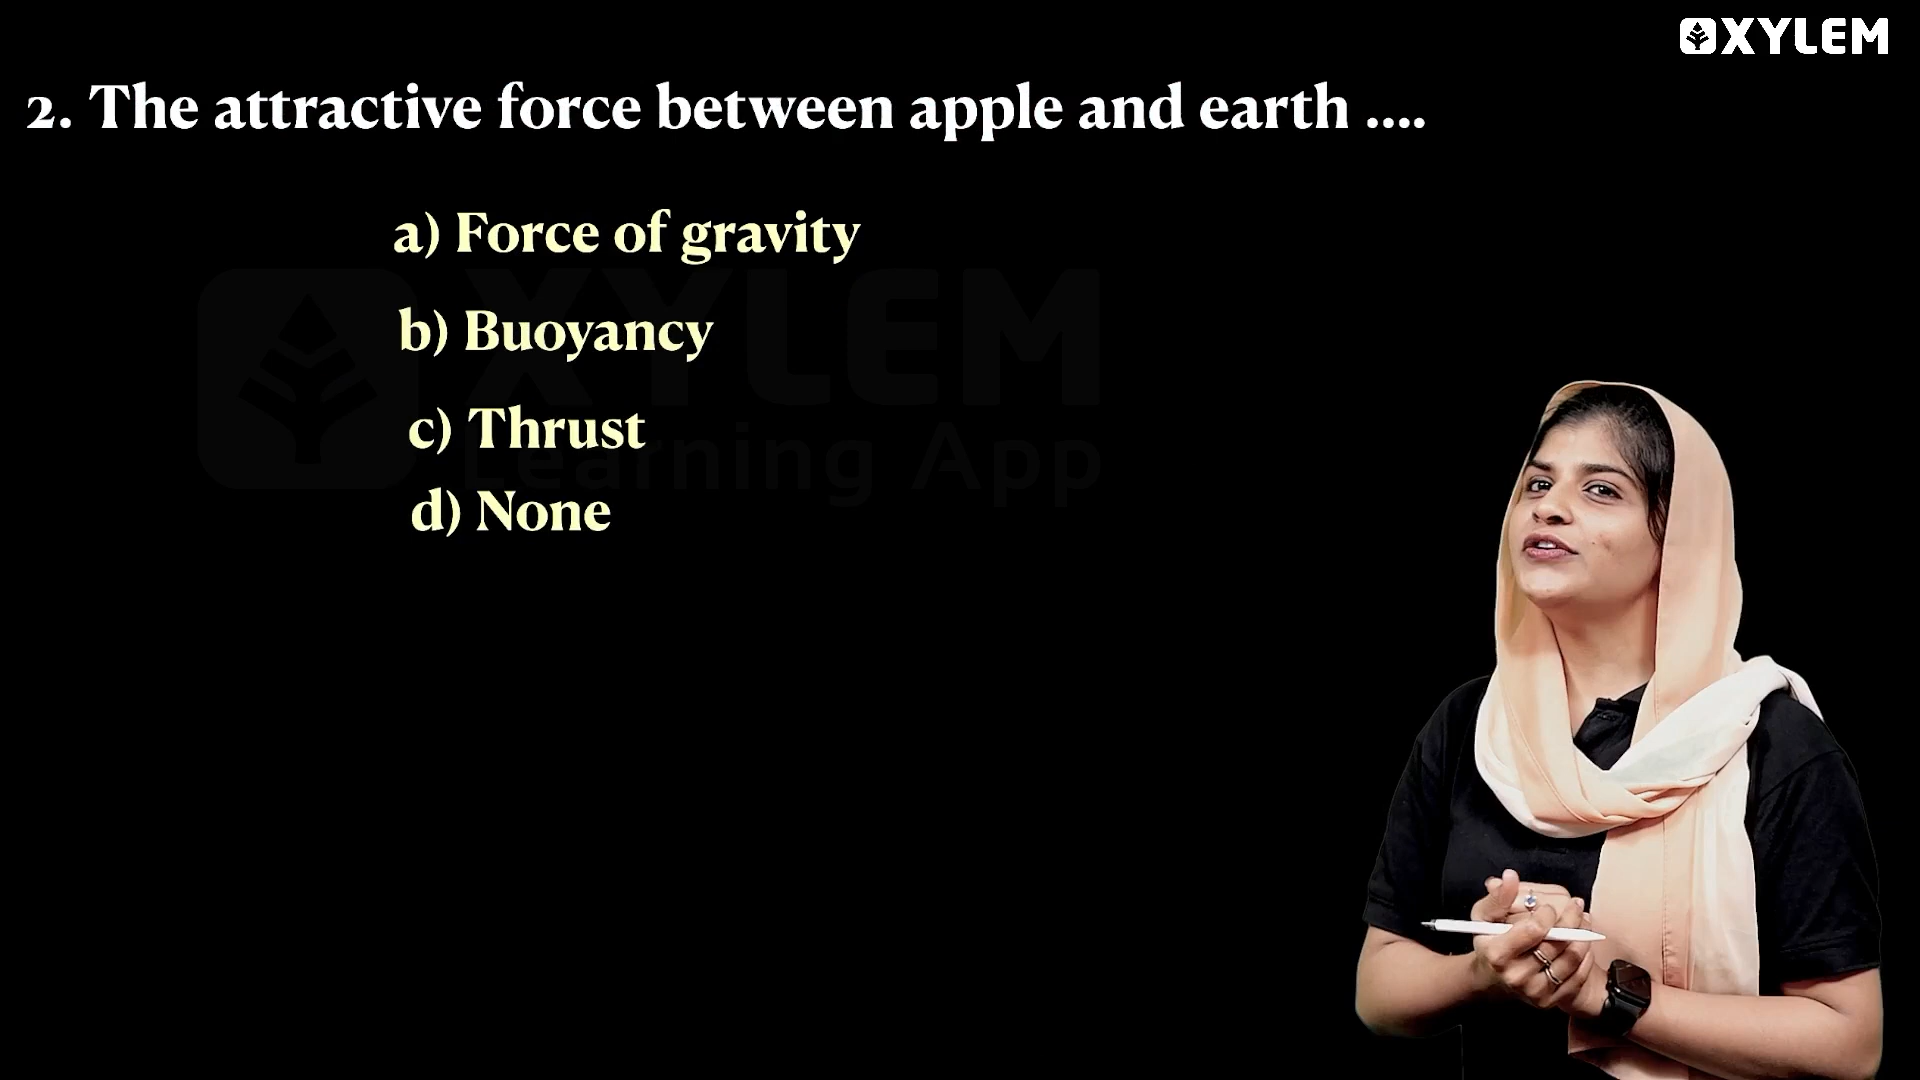 XYLEM
2. The attractive force between apple and earth ....
a) Force of gravity
XYLEM
b) Buoyancy
c) Thrust
Learning App
d) None